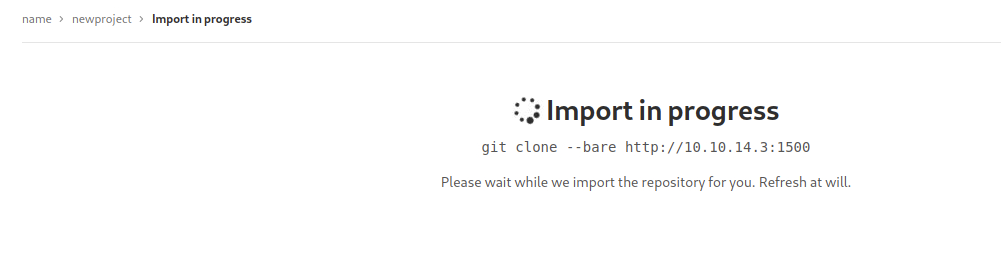 name > newproject > Import in progress
Import in progress
git clone --bare http://10.10.14.3:1500
Please wait while we import the repository for you. Refresh at will.